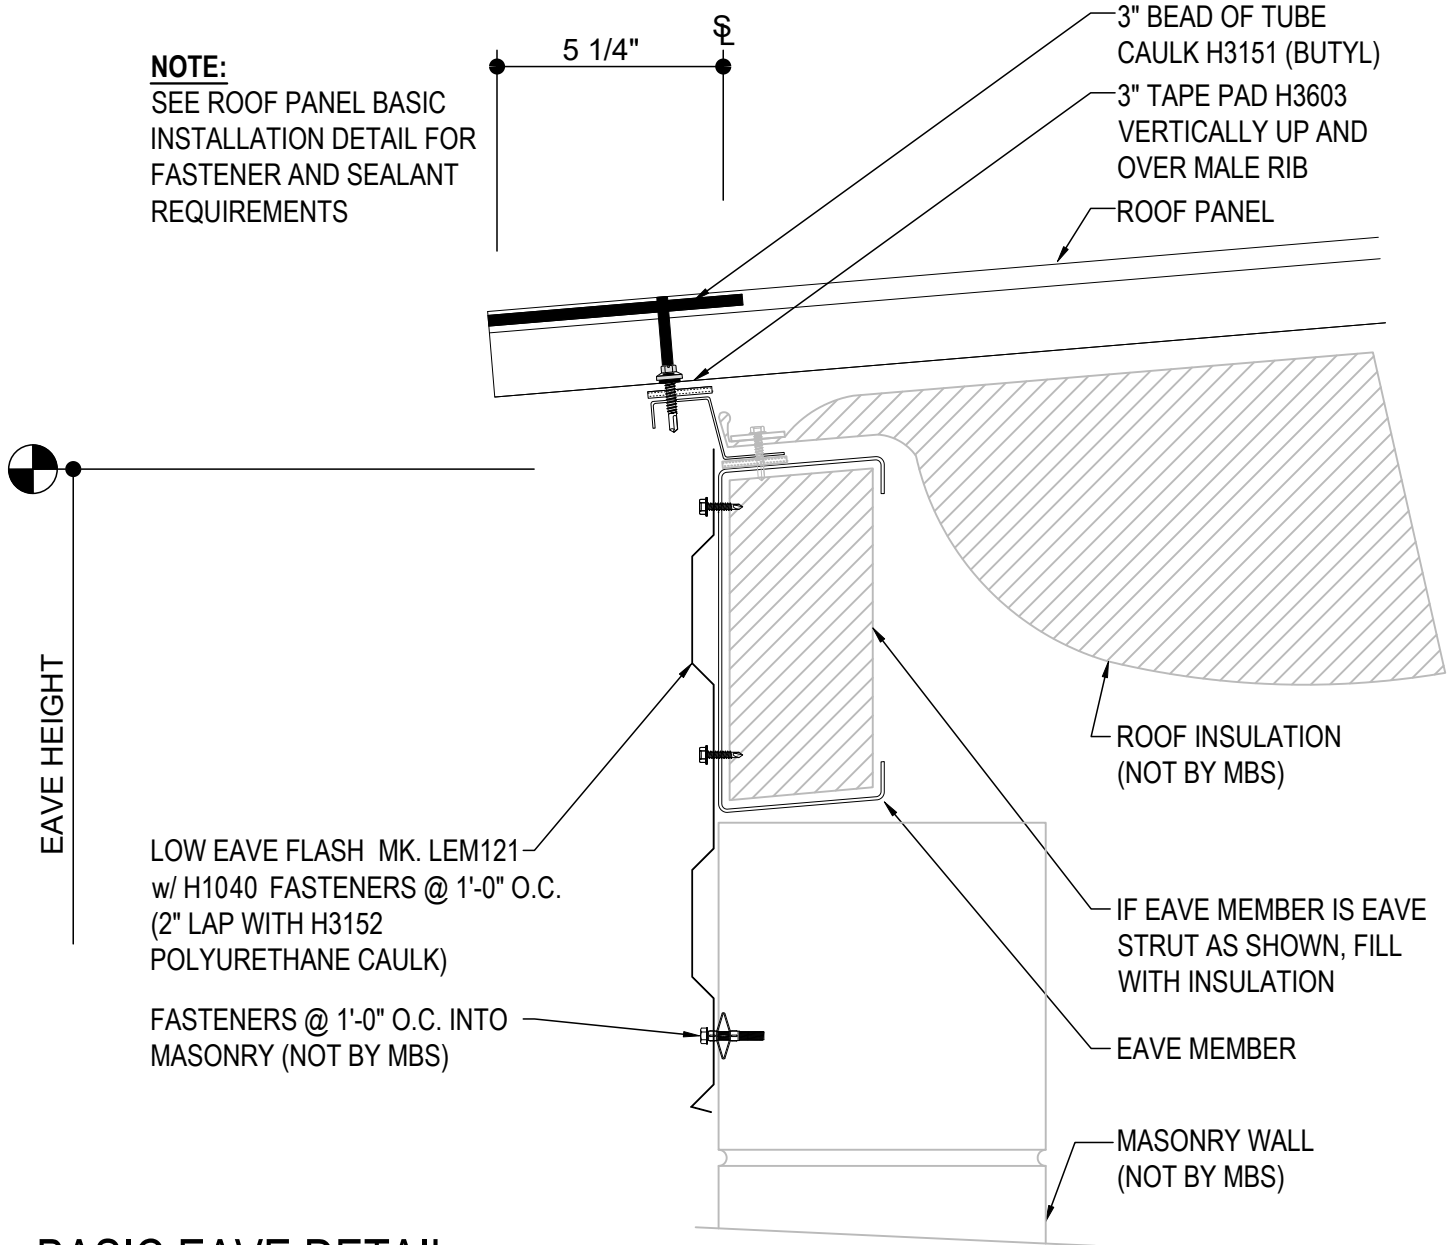 NOTE:
SEE ROOF PANEL BASIC
INSTALLATION DETAIL FOR
FASTENER AND SEALANT
REQUIREMENTS
5 1/4"
SL
3" BEAD OF TUBE
CAULK H3151 (BUTYL)
3" TAPE PAD H3603
VERTICALLY UP AND
OVER MALE RIB
ROOF PANEL
EAVE HEIGHT
ROOF INSULATION
(NOT BY MBS)
LOW EAVE FLASH MK. LEM121
w/ H1040 FASTENERS @ 1'-0" O.C.
(2" LAP WITH H3152
POLYURETHANE CAULK)
IF EAVE MEMBER IS EAVE
STRUT AS SHOWN, FILL
WITH INSULATION
FASTENERS @ 1'-0" O.C. INTO
MASONRY (NOT BY MBS)
EAVE MEMBER
MASONRY WALL
(NOT BY MBS)
BASIC EAVE DETAIL